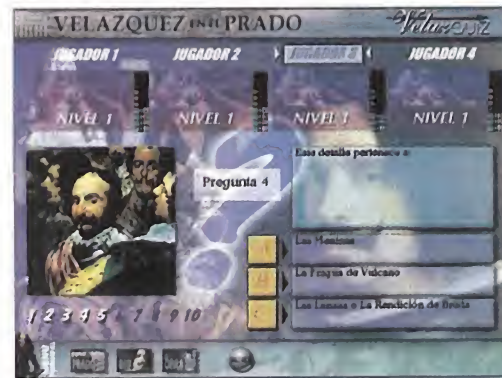 VELAZQUEZ EN EL PRADO
VelazQUIZ
JUGADOR 1
JUGADOR 2
JUGADOR 3
JUGADOR 4
NIVEL 1
NIVEL 1
NIVEL 1
NIVEL 1
Pregunta 4
Este detalle pertenece a:
Las Meninas
La Fragua de Vulcano
Las Lanzas o La Rendición de Breda
1 2 3 4 5 6 7 8 9 10